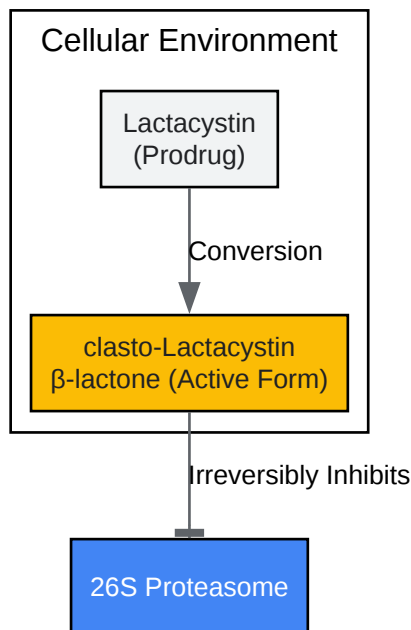 Cellular Environment
Lactacystin
(Prodrug)
Conversion
clasto-Lactacystin
β-lactone (Active Form)
Irreversibly Inhibits
26S Proteasome